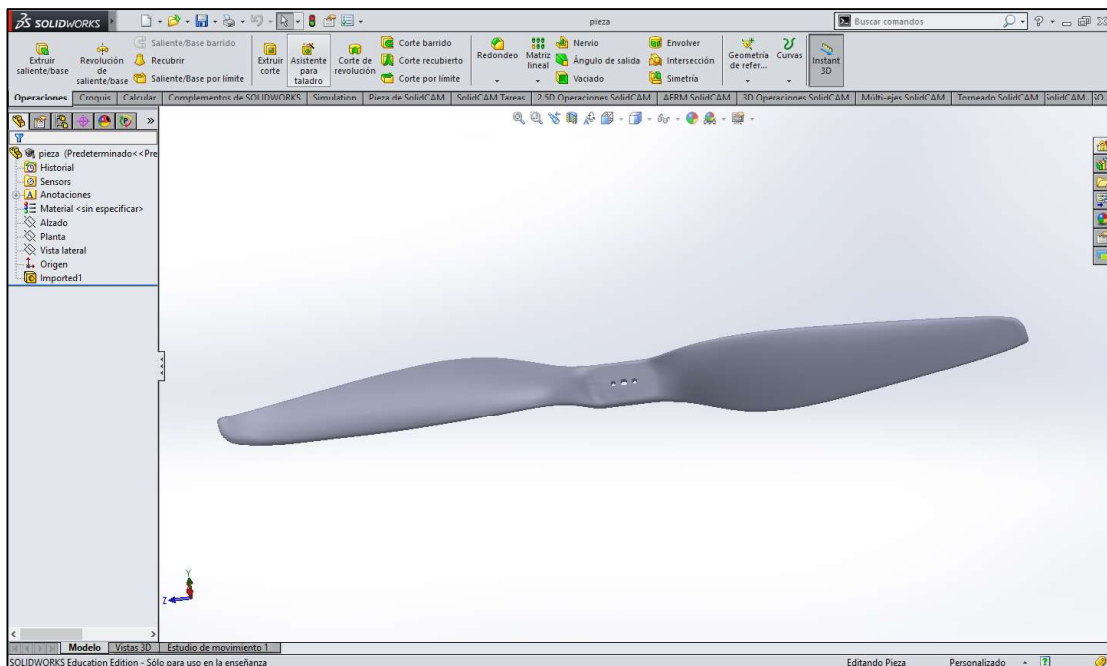 SOLIDWORKS pieza Buscar comandos
Extruir saliente/base
Revolución de saliente/base
Saliente/Base barrido
Recubrir
Saliente/Base por límite
Extruir corte
Asistente para taladro
Corte de revolución
Corte barrido
Corte recubierto
Corte por límite
Redondeo
Matriz lineal
Nervio
Ángulo de salida
Vaciado
Envolver
Intersección
Simetría
Geometría de refer...
Curvas
Instant 3D
Operaciones Croquis Calcular Complementos de SOLIDWORKS Simulation Pieza de SolidCAM SolidCAM Tareas 2.5D Operaciones SolidCAM AFRM SolidCAM 3D Operaciones SolidCAM Múlti-ejes SolidCAM Torneado SolidCAM SolidCAM...
pieza (Predeterminado<<Pre
Historial
Sensors
Anotaciones
Material <sin especificar>
Alzado
Planta
Vista lateral
Origen
Imported1
Y
Z
Modelo Vistas 3D Estudio de movimiento 1
SOLIDWORKS Education Edition - Sólo para uso en la enseñanza Editando Pieza Personalizado